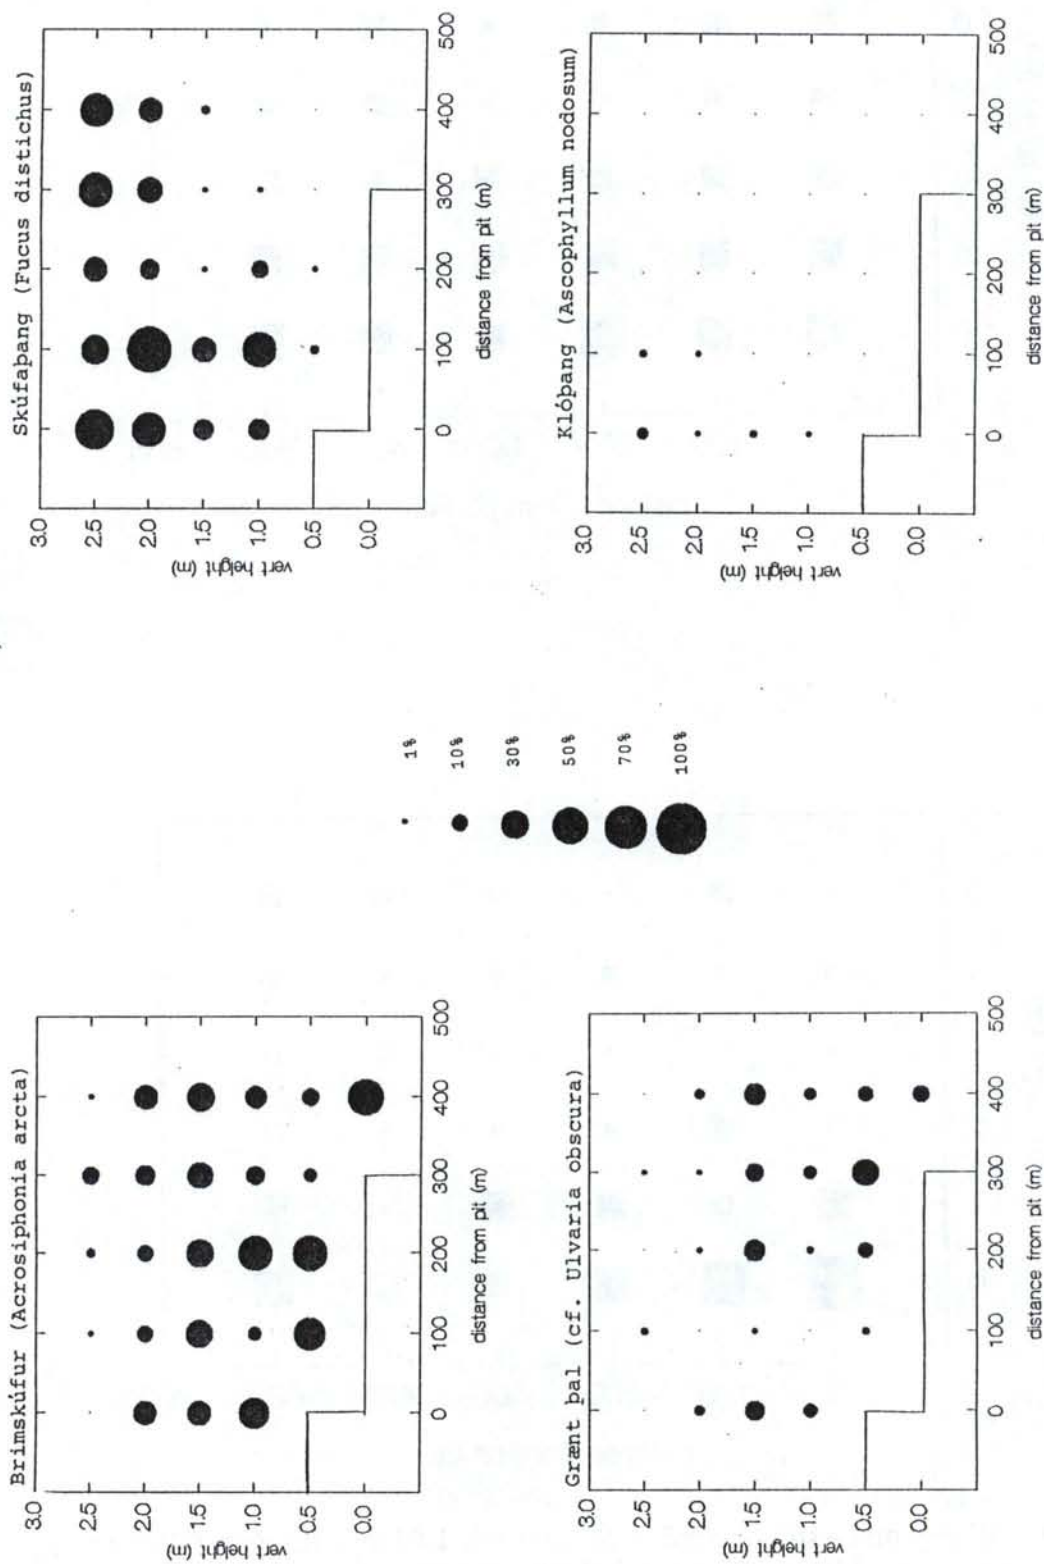 Brimskúfur (Acrosiphonia arcta)
3.0
2.5
2.0
1.5
1.0
0.5
0.0
vert height (m)
0 100 200 300 400 500
distance from pit (m)
Skúfaþang (Fucus distichus)
3.0
2.5
2.0
1.5
1.0
0.5
0.0
vert height (m)
0 100 200 300 400 500
distance from pit (m)
1%
10%
30%
50%
70%
100%
Grænt þal (cf. Ulvaria obscura)
3.0
2.5
2.0
1.5
1.0
0.5
0.0
vert height (m)
0 100 200 300 400 500
distance from pit (m)
Klóþang (Ascophyllum nodosum)
3.0
2.5
2.0
1.5
1.0
0.5
0.0
vert height (m)
0 100 200 300 400 500
distance from pit (m)